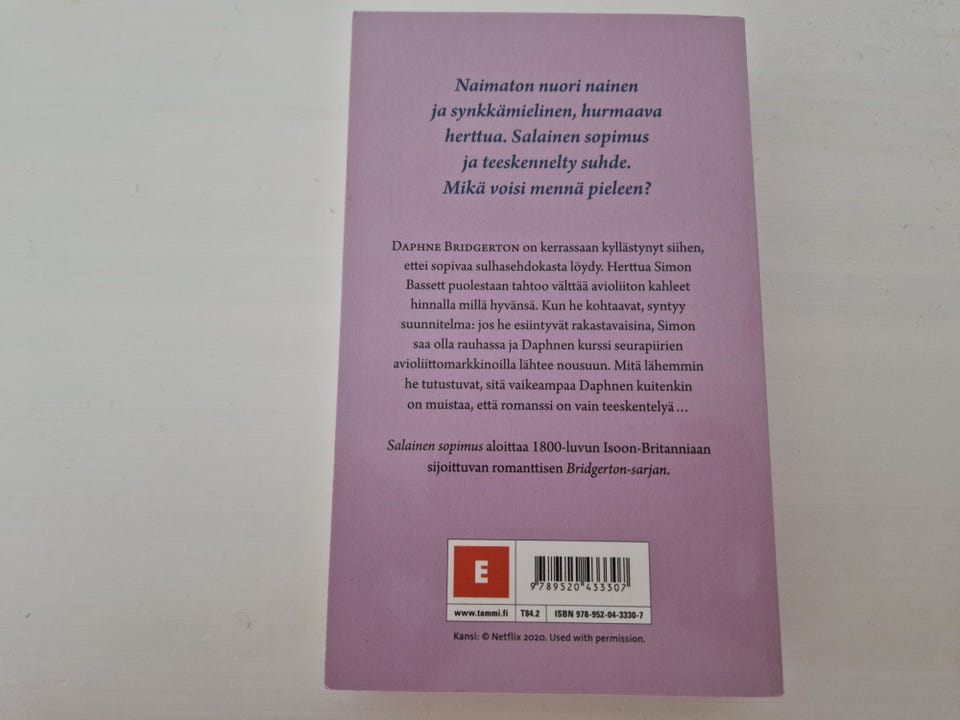 Naimaton nuori nainen
ja synkkämielinen, hurmaava
herttua. Salainen sopimus
ja teeskennelty suhde.
Mikä voisi mennä pieleen?
DAPHNE BRIDGERTON on kerrassaan kyllästynyt siihen,
ettei sopivaa sulhasehdokasta löydy. Herttua Simon
Bassett puolestaan tahtoo välttää avioliiton kahleet
hinnalla millä hyvänsä. Kun he kohtaavat, syntyy
suunnitelma: jos he esiintyvät rakastavaisina, Simon
saa olla rauhassa ja Daphnen kurssi seurapiirien
avioliittomarkkinoilla lähtee nousuun. Mitä lähemmin
he tutustuvat, sitä vaikeampaa Daphnen kuitenkin
on muistaa, että romanssi on vain teeskentelyä…
Salainen sopimus aloittaa 1800-luvun Isoon-Britanniaan
sijoittuvan romanttisen Bridgerton-sarjan.
E
9 789520 433307
www.tammi.fi T84.2 ISBN 978-952-04-3330-7
Kansi: © Netflix 2020. Used with permission.